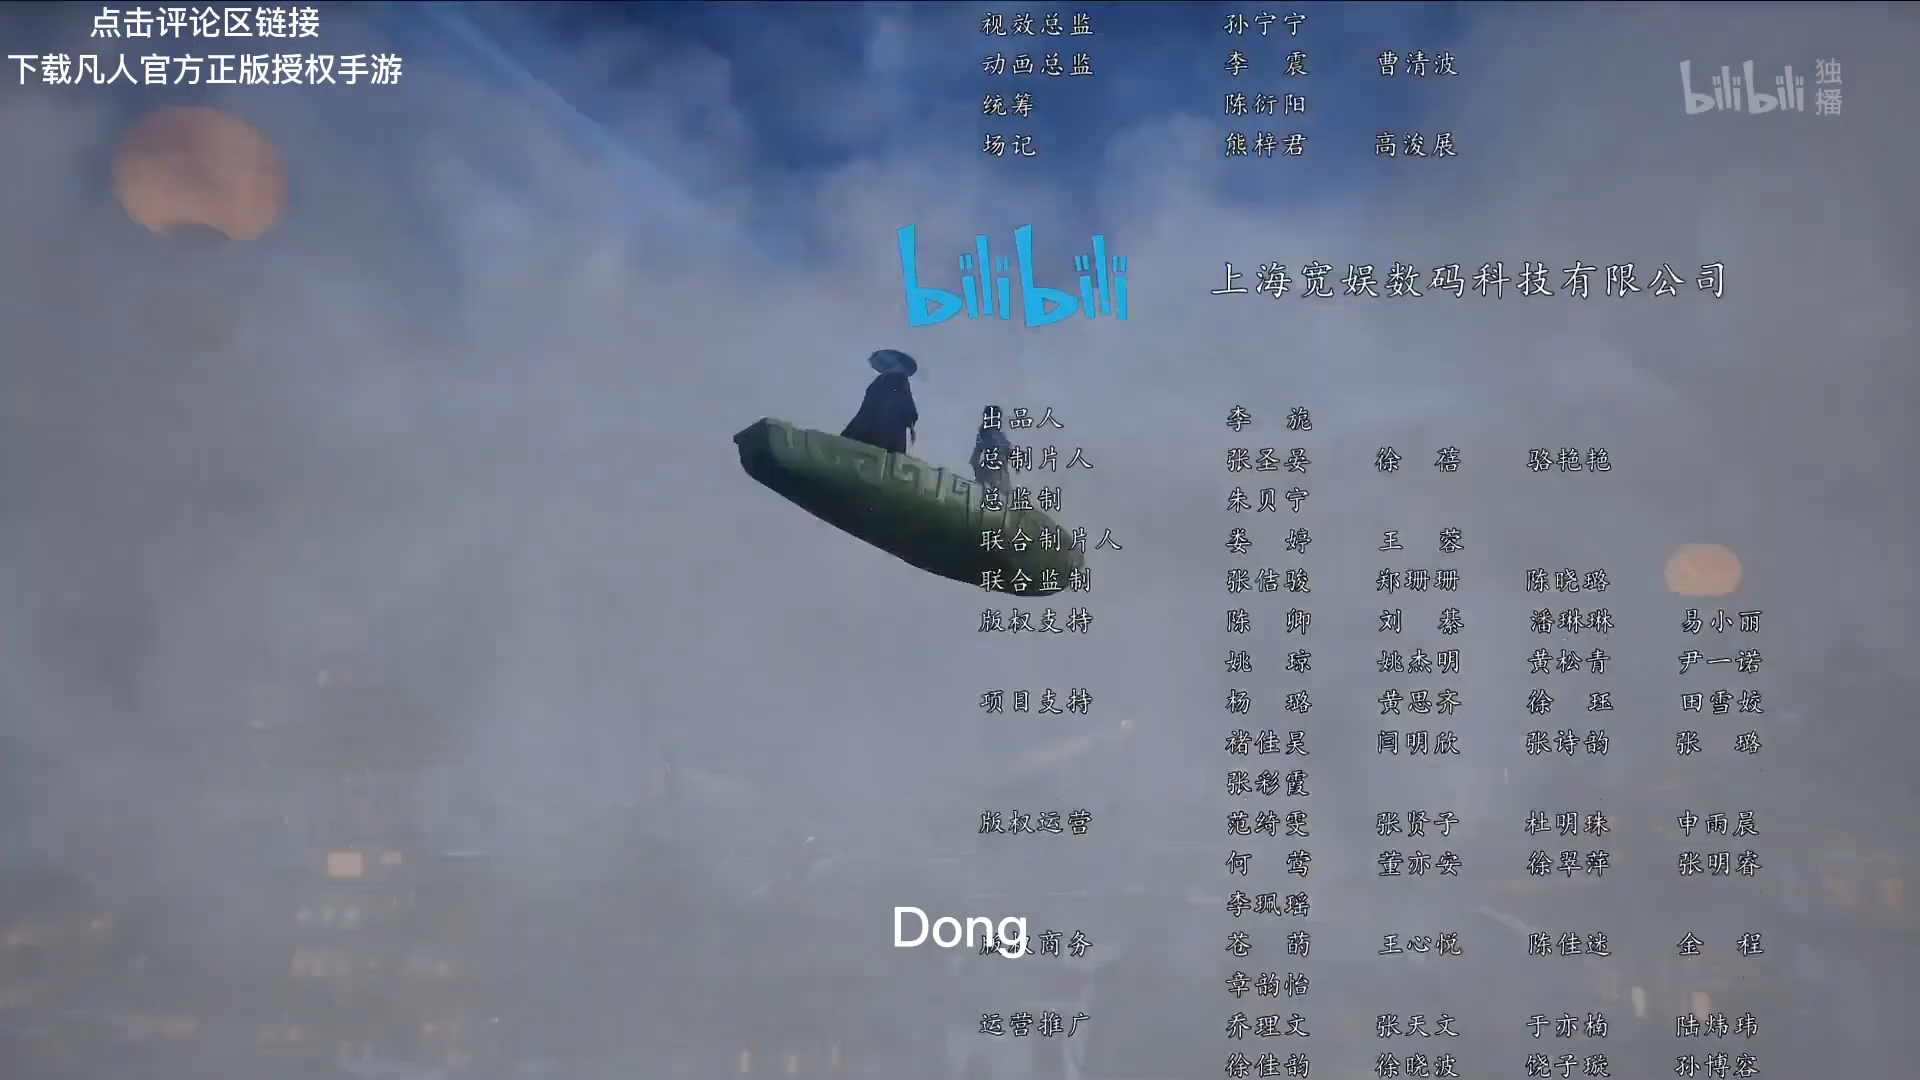 点击评论区链接
下载凡人官方正版授权手游
bilibili 独播
视效总监 孙宁宁
动画总监 李震 曹清波
统筹 陈衍阳
场记 熊梓君 高浚展
bilibili 上海宽娱数码科技有限公司
出品人 李旎
总制片人 张圣晏 徐蓓 骆艳艳
总监制 朱贝宁
联合制片人 娄婷 王蓉
联合监制 张佶骏 郑珊珊 陈晓璐
版权支持 陈卿 刘綦 潘琳琳 易小丽
姚琼 姚杰明 黄松青 尹一诺
项目支持 杨璐 黄思齐 徐珏 田雪姣
褚佳昊 闫明欣 张诗韵 张璐
张彩霞
版权运营 范绮雯 张贤子 杜明珠 申雨晨
何莺 董亦安 徐翠萍 张明睿
李珮瑶
版权商务 苍蒴 王心悦 陈佳迷 金程
章韵怡
Dong
运营推广 乔理文 张天文 于亦楠 陆炜玮
徐佳韵 徐晓波 饶子璇 孙博容